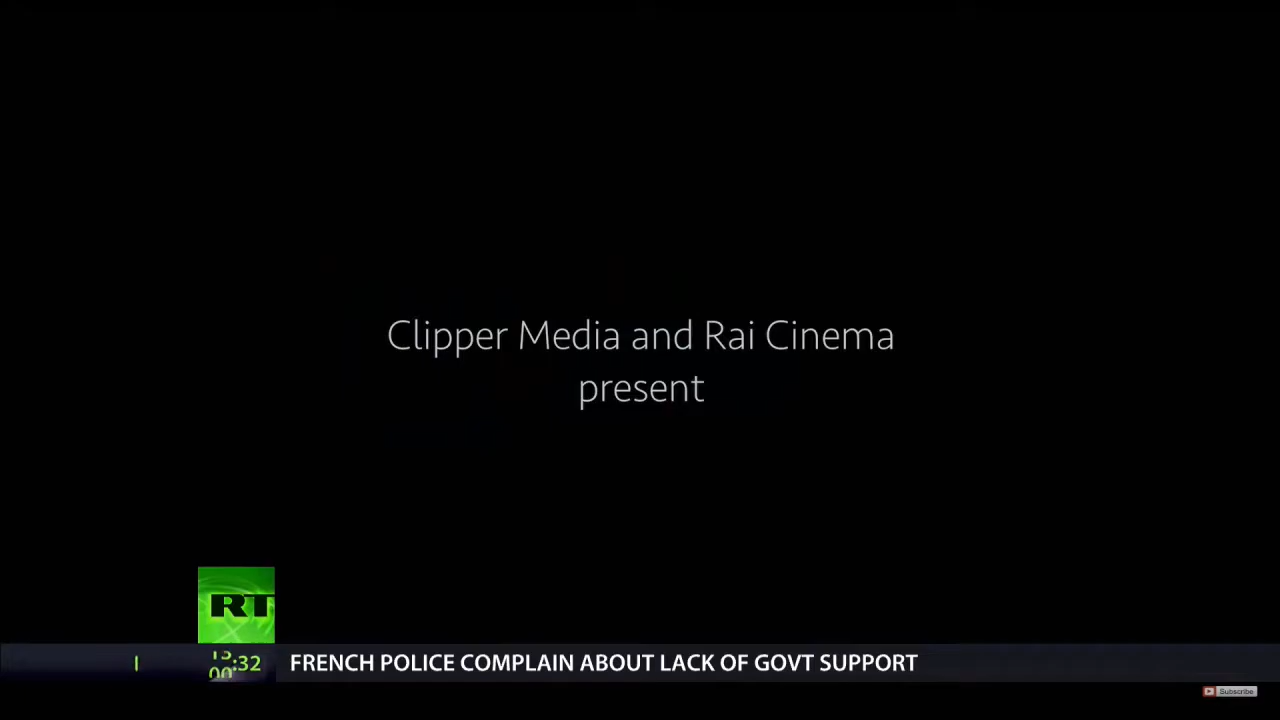 Clipper Media and Rai Cinema
present
RT
:32 FRENCH POLICE COMPLAIN ABOUT LACK OF GOVT SUPPORT
Subscribe